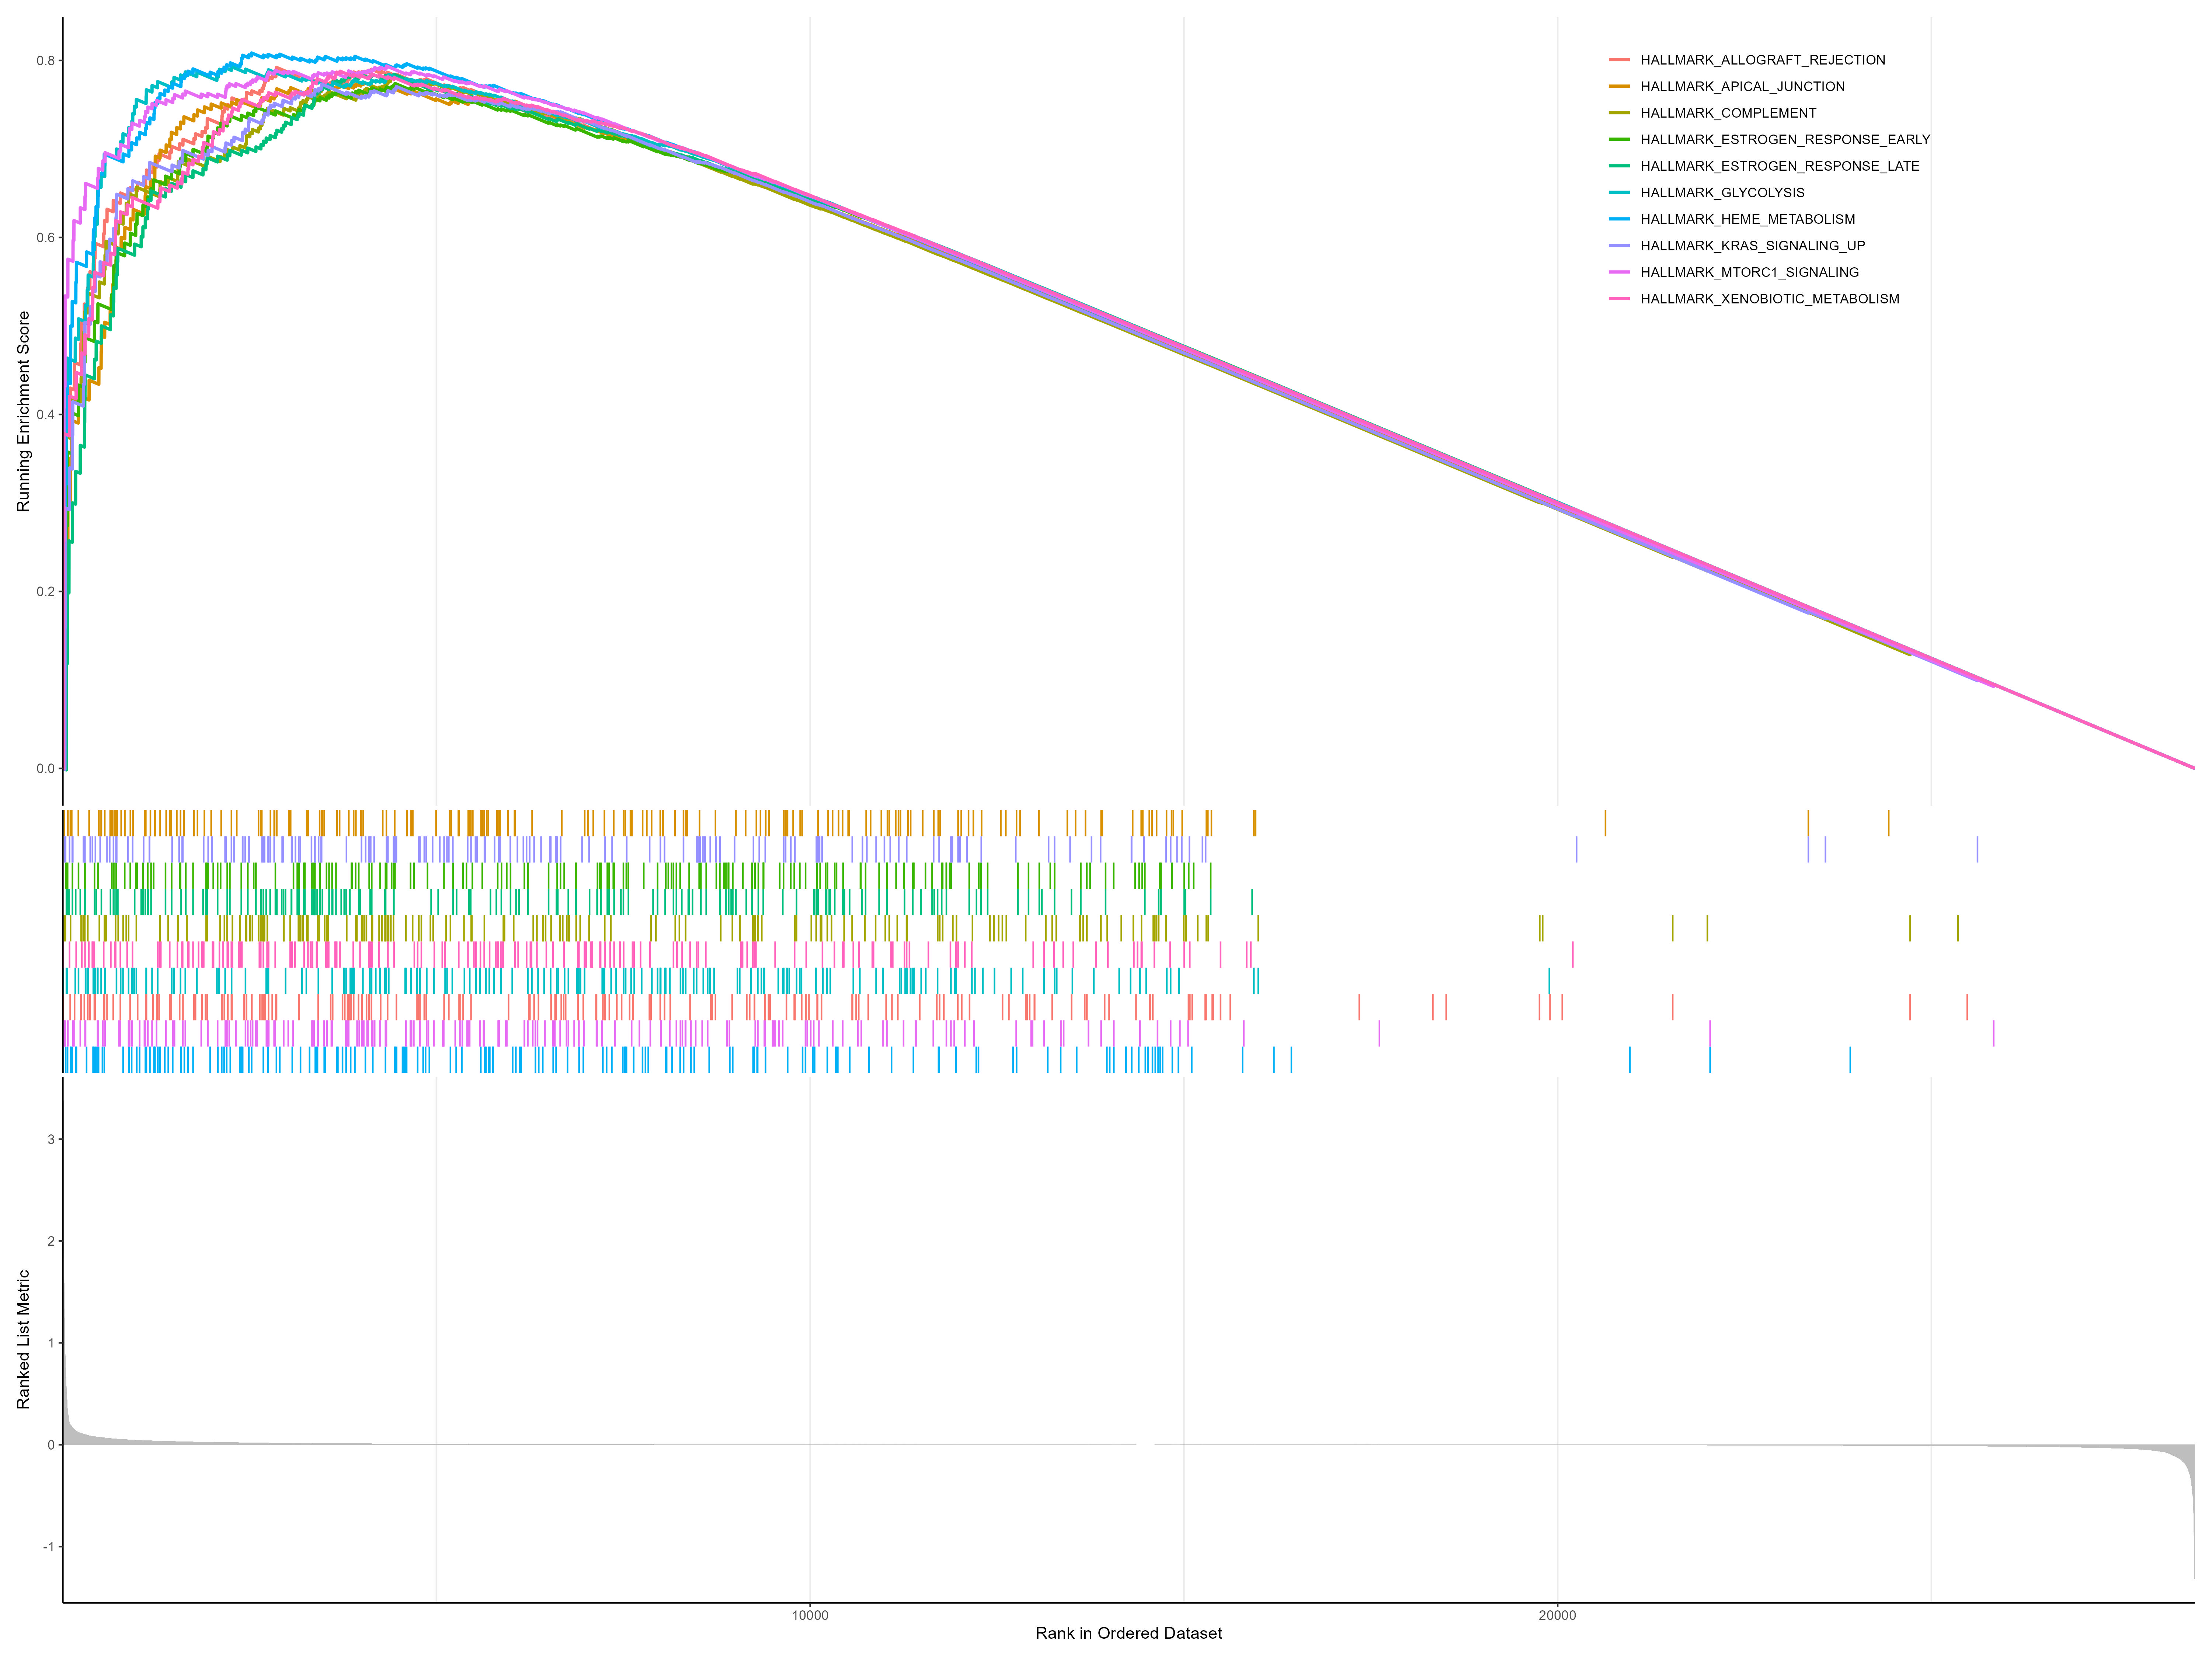 0.8
0.6
0.4
0.2
0.0
Running Enrichment Score
HALLMARK_ALLOGRAFT_REJECTION
HALLMARK_APICAL_JUNCTION
HALLMARK_COMPLEMENT
HALLMARK_ESTROGEN_RESPONSE_EARLY
HALLMARK_ESTROGEN_RESPONSE_LATE
HALLMARK_GLYCOLYSIS
HALLMARK_HEME_METABOLISM
HALLMARK_KRAS_SIGNALING_UP
HALLMARK_MTORC1_SIGNALING
HALLMARK_XENOBIOTIC_METABOLISM
3
2
1
0
-1
Ranked List Metric
10000
20000
Rank in Ordered Dataset